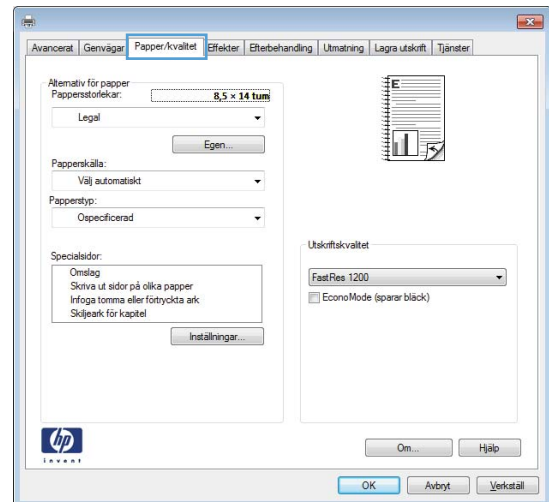 Avancerat Genvägar Papper/kvalitet Effekter Efterbehandling Utmatning Lagra utskrift Tjänster
Alternativ för papper
Pappersstorlekar: 8,5 × 14 tum
Legal
Egen...
Papperskälla:
Välj automatiskt
Papperstyp:
Ospecificerad
Specialsidor:
Omslag
Skriva ut sidor på olika papper
Infoga tomma eller förtryckta ark
Skiljeark för kapitel
Inställningar...
E
Utskriftskvalitet
FastRes 1200
EconoMode (sparar bläck)
hp
invent
Om... Hjälp
OK Avbryt Verkställ